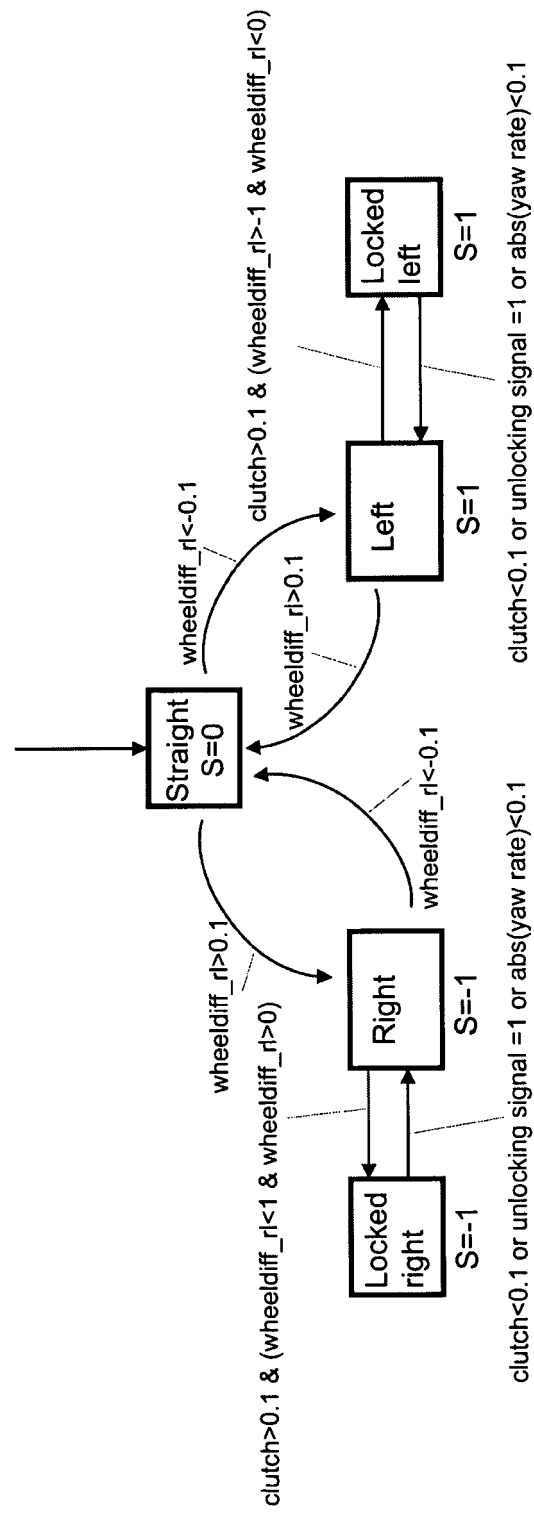 clutch>0.1 & (wheeldiff_rl<1 & wheeldiff_rl>0)
wheeldiff_rl>0.1
Straight
S=0
wheeldiff_rl<-0.1
clutch>0.1 & (wheeldiff_rl>-1 & wheeldiff_rl<0)
wheeldiff_rl>0.1
wheeldiff_rl<-0.1
Locked
right
S=-1
Right
S=-1
Left
S=1
Locked
left
S=1
clutch<0.1 or unlocking signal =1 or abs(yaw rate)<0.1
clutch<0.1 or unlocking signal =1 or abs(yaw rate)<0.1